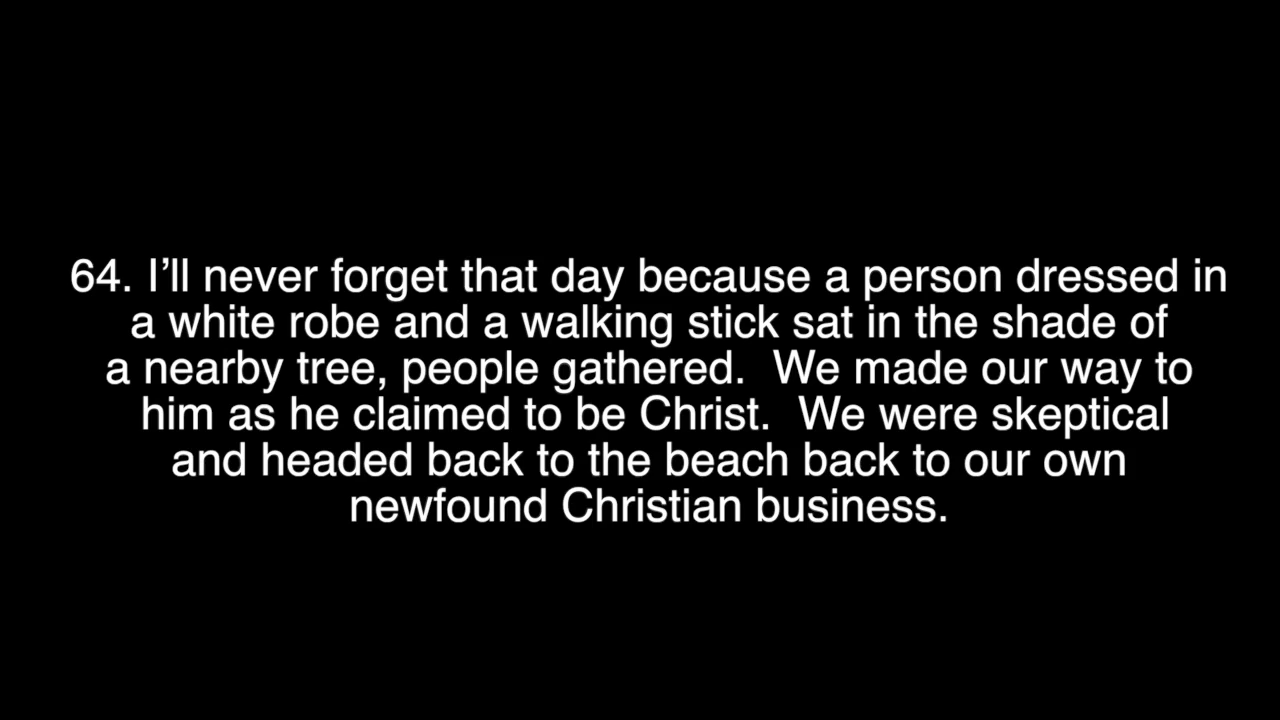 64. I’ll never forget that day because a person dressed in
a white robe and a walking stick sat in the shade of
a nearby tree, people gathered.  We made our way to
him as he claimed to be Christ.  We were skeptical
and headed back to the beach back to our own
newfound Christian business.